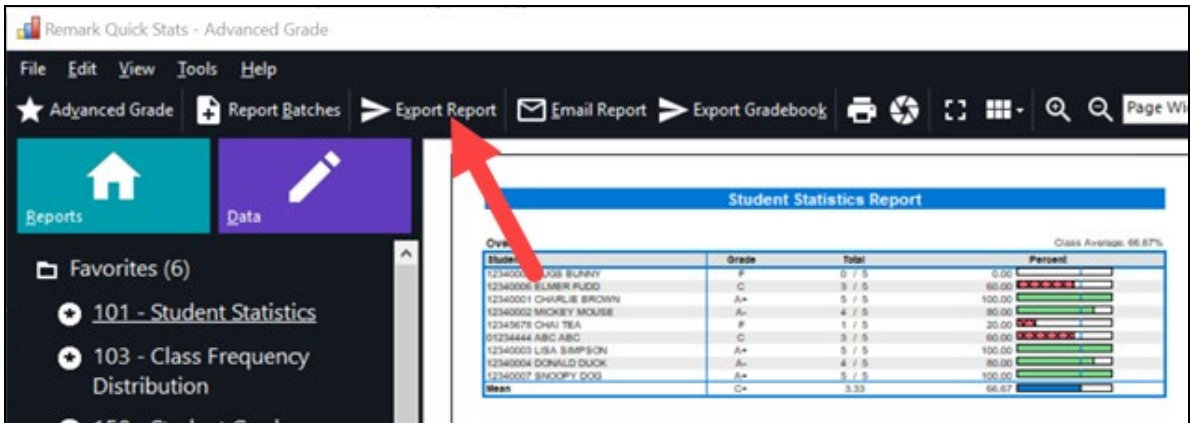 Remark Quick Stats - Advanced Grade
File Edit View Tools Help
Advanced Grade Report Batches Export Report Email Report Export Gradebook Page Wi
Reports Data
Student Statistics Report
Class Average: 66.67%
Grade Total Percent
BUNNY F 0 / 5 0.00
12340006 ELMER FUDD C 3 / 5 60.00
12340001 CHARLIE BROWN A+ 5 / 5 100.00
12340002 MICKEY MOUSE A- 4 / 5 80.00
12345678 CHAI TEA F 1 / 5 20.00
01234444 ABC ABC C 3 / 5 60.00
12340003 LISA SIMPSON A+ 5 / 5 100.00
12340004 DONALD DUCK A- 4 / 5 80.00
12340007 SNOOPY DOG A+ 5 / 5 100.00
Mean C+ 3.33 66.67
Favorites (6)
101 - Student Statistics
103 - Class Frequency
Distribution